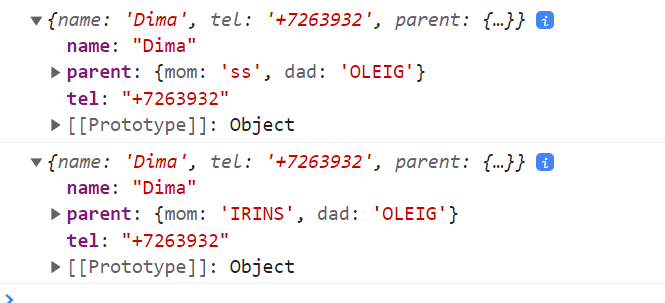 ▼{name: 'Dima', tel: '+7263932', parent: {…}} i
name: "Dima"
▶parent: {mom: 'ss', dad: 'OLEIG'}
tel: "+7263932"
▶[[Prototype]]: Object
▼{name: 'Dima', tel: '+7263932', parent: {…}} i
name: "Dima"
▶parent: {mom: 'IRINS', dad: 'OLEIG'}
tel: "+7263932"
▶[[Prototype]]: Object
>